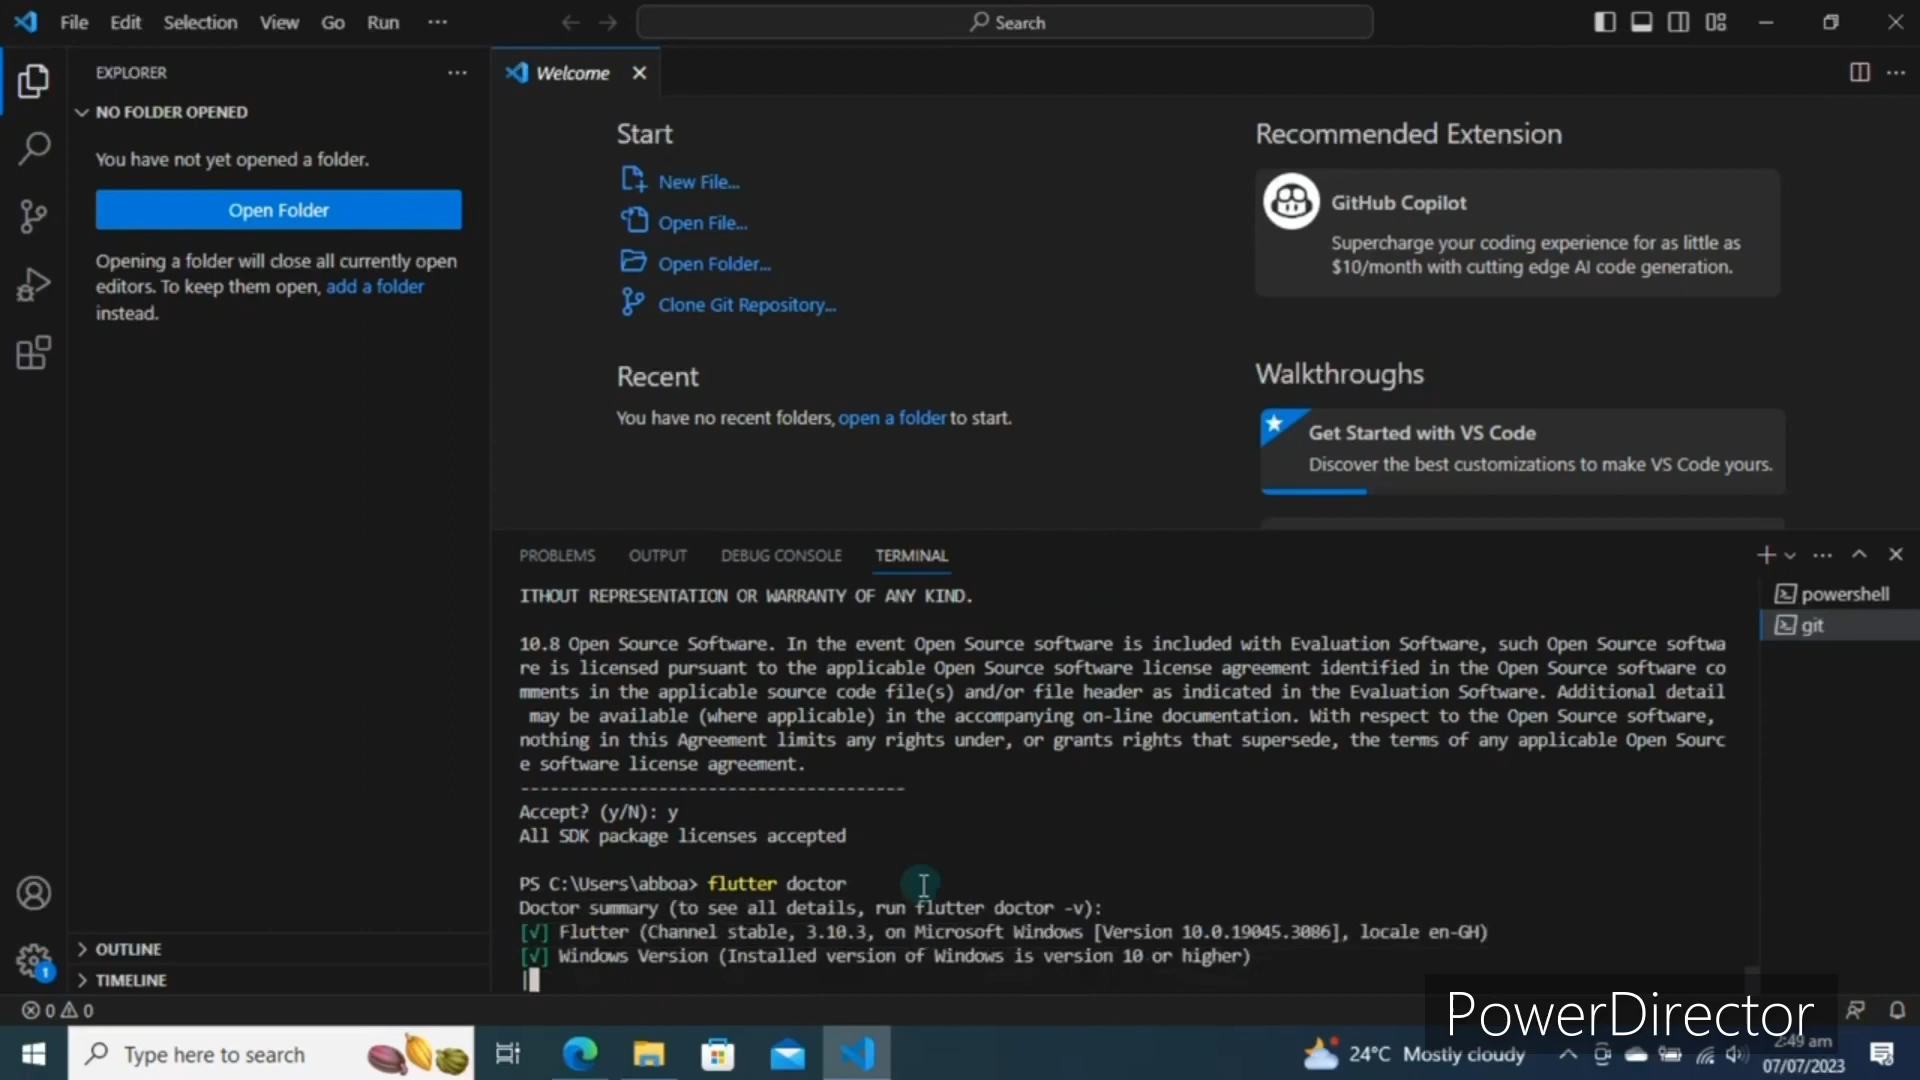 File Edit Selection View Go Run ···
Search
EXPLORER
NO FOLDER OPENED
You have not yet opened a folder.
Open Folder
Opening a folder will close all currently open
editors. To keep them open, add a folder
instead.
OUTLINE
TIMELINE
Welcome
Start
New File...
Open File...
Open Folder...
Clone Git Repository...
Recent
You have no recent folders, open a folder to start.
Recommended Extension
GitHub Copilot
Supercharge your coding experience for as little as
$10/month with cutting edge AI code generation.
Walkthroughs
Get Started with VS Code
Discover the best customizations to make VS Code yours.
PROBLEMS OUTPUT DEBUG CONSOLE TERMINAL
powershell
git
ITHOUT REPRESENTATION OR WARRANTY OF ANY KIND.
10.8 Open Source Software. In the event Open Source software is included with Evaluation Software, such Open Source softwa
re is licensed pursuant to the applicable Open Source software license agreement identified in the Open Source software co
mments in the applicable source code file(s) and/or file header as indicated in the Evaluation Software. Additional detail
may be available (where applicable) in the accompanying on-line documentation. With respect to the Open Source software,
nothing in this Agreement limits any rights under, or grants rights that supersede, the terms of any applicable Open Sourc
e software license agreement.
---------------------------------------
Accept? (y/N): y
All SDK package licenses accepted
PS C:\Users\abboa> flutter doctor
Doctor summary (to see all details, run flutter doctor -v):
[√] Flutter (Channel stable, 3.10.3, on Microsoft Windows [Version 10.0.19045.3086], locale en-GH)
[√] Windows Version (Installed version of Windows is version 10 or higher)
|
1
0 0
PowerDirector
Type here to search
24°C Mostly cloudy
2:49 am
07/07/2023